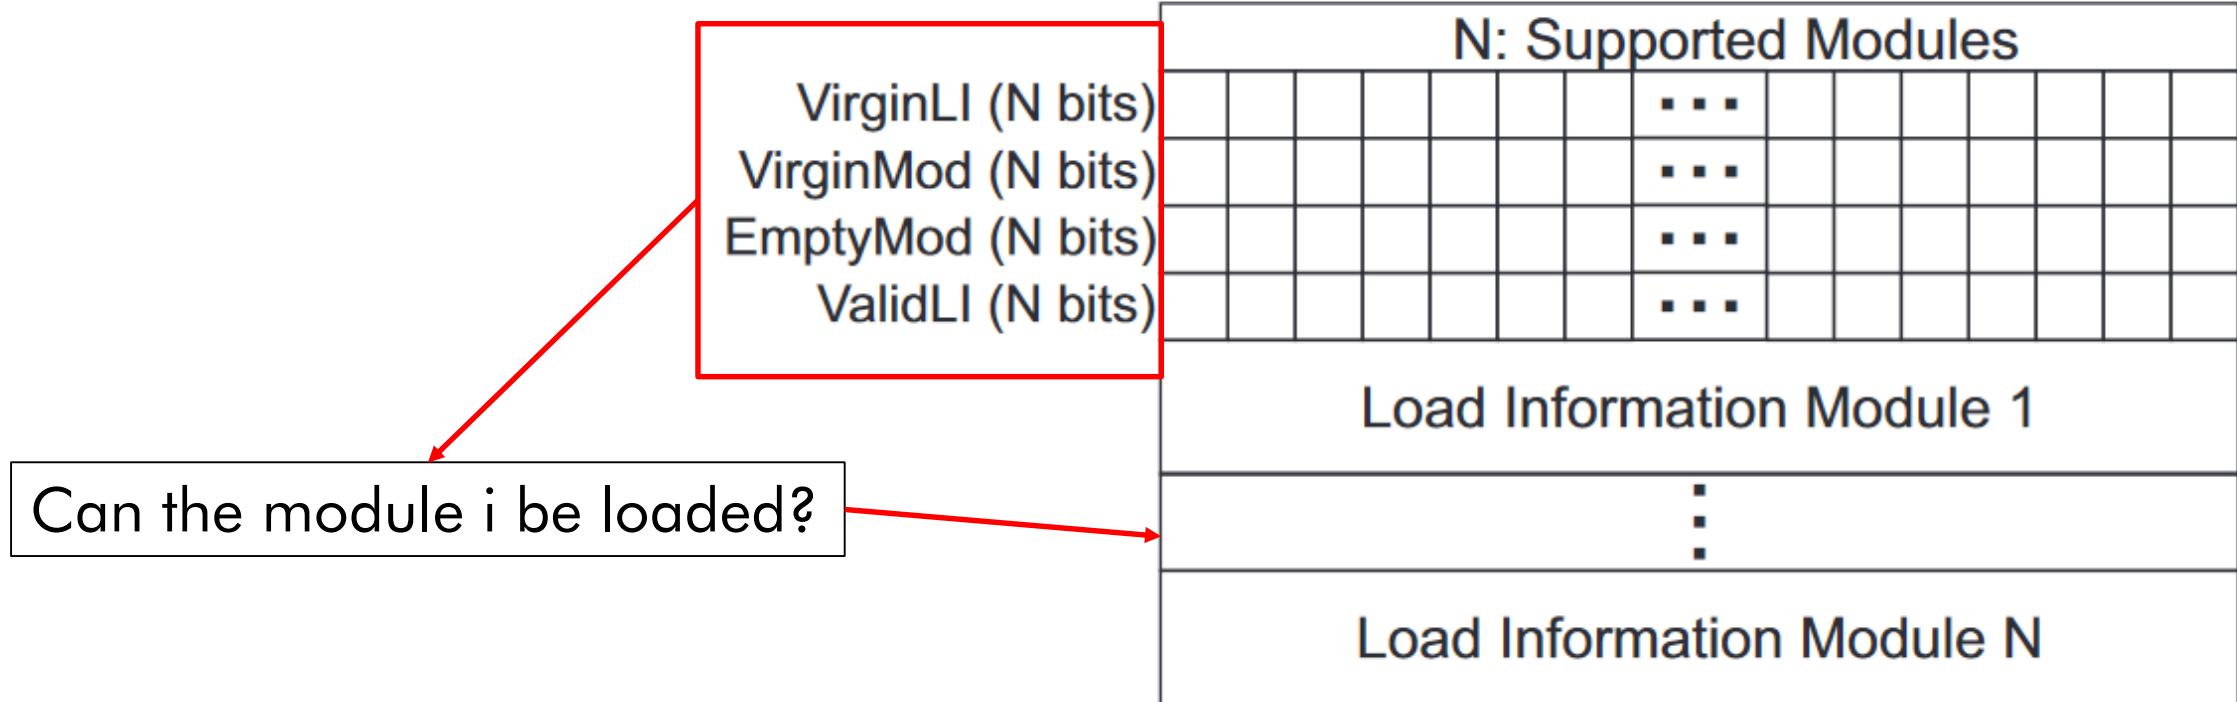 N: Supported Modules
VirginLI (N bits)
...
VirginMod (N bits)
...
EmptyMod (N bits)
...
ValidLI (N bits)
...
Load Information Module 1
Can the module i be loaded?
Load Information Module N